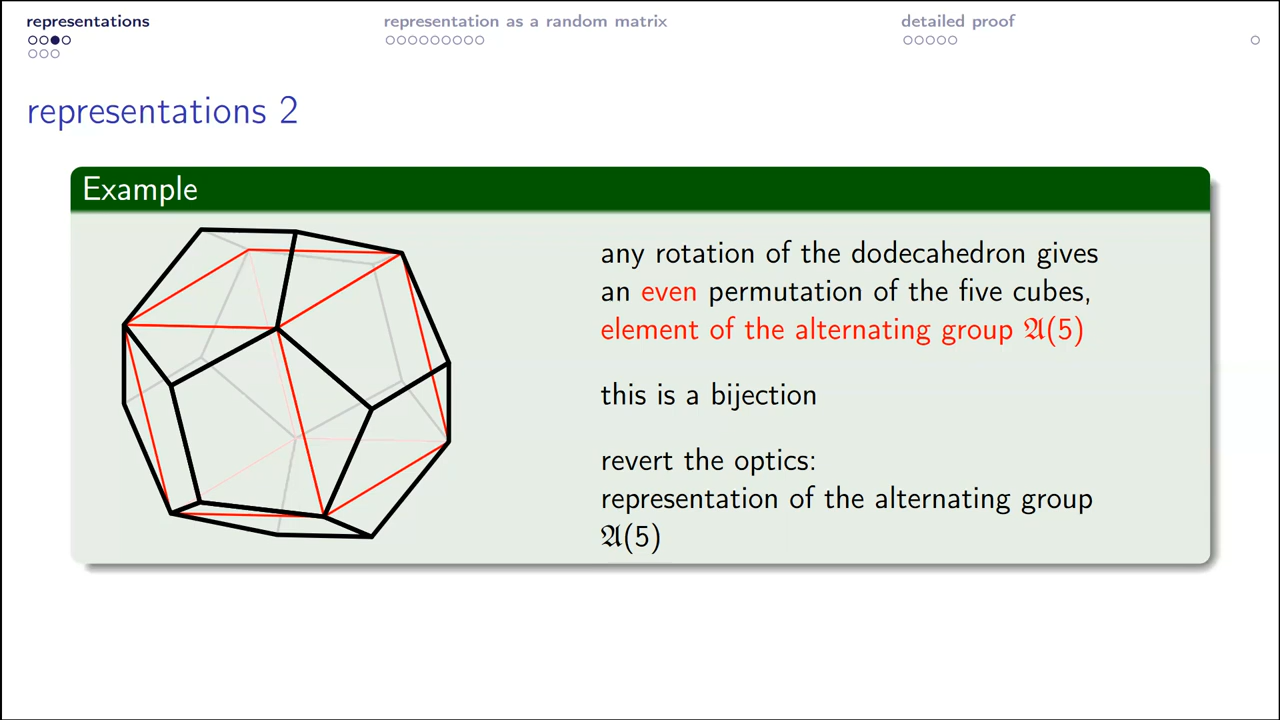 representations
representation as a random matrix
detailed proof
representations 2
Example
any rotation of the dodecahedron gives
an even permutation of the five cubes,
element of the alternating group 𝔄(5)
this is a bijection
revert the optics:
representation of the alternating group
𝔄(5)